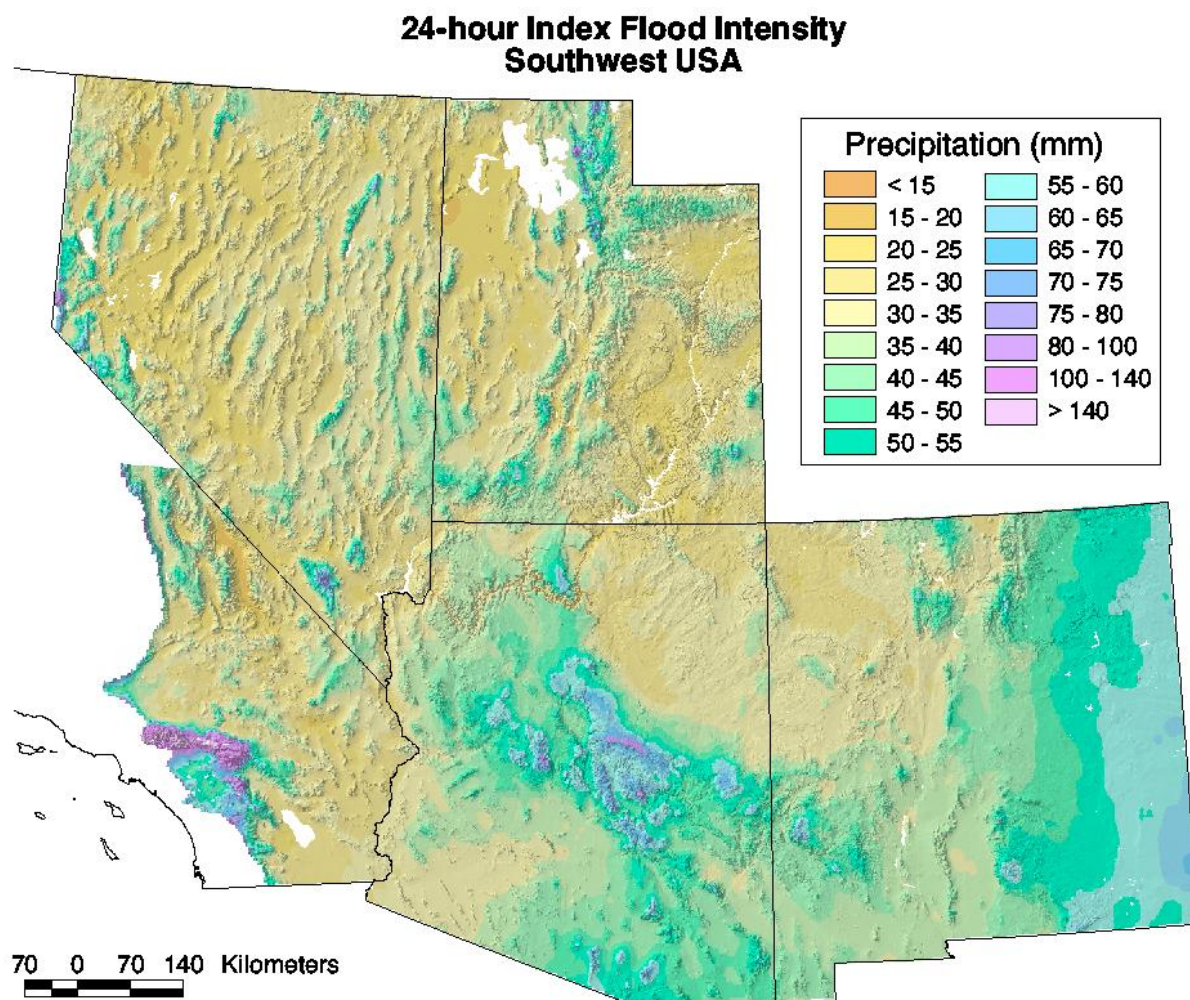 24-hour Index Flood Intensity
Southwest USA
Precipitation (mm)
< 15
15 - 20
20 - 25
25 - 30
30 - 35
35 - 40
40 - 45
45 - 50
50 - 55
55 - 60
60 - 65
65 - 70
70 - 75
75 - 80
80 - 100
100 - 140
> 140
70 0 70 140 Kilometers